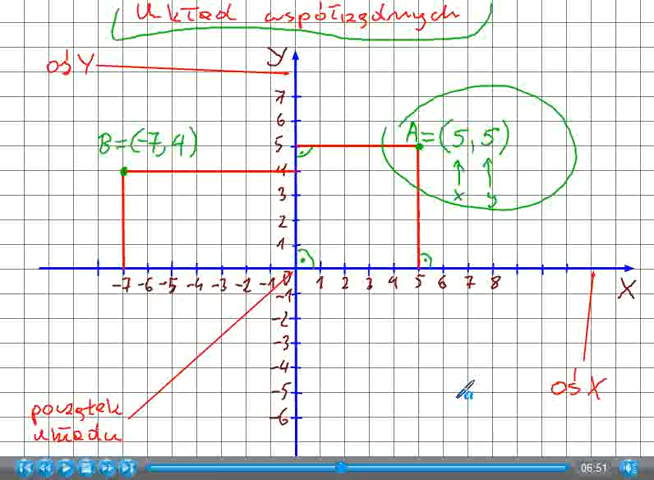 układ współrzędnych
oś Y
Y
7
6
5
4
3
2
1
B=(-7,4)
A=(5,5)
x y
-7 -6 -5 -4 -3 -2 -1 0 1 2 3 4 5 6 7 8
X
-1
-2
-3
-4
-5
-6
oś X
początek
układu
06:51